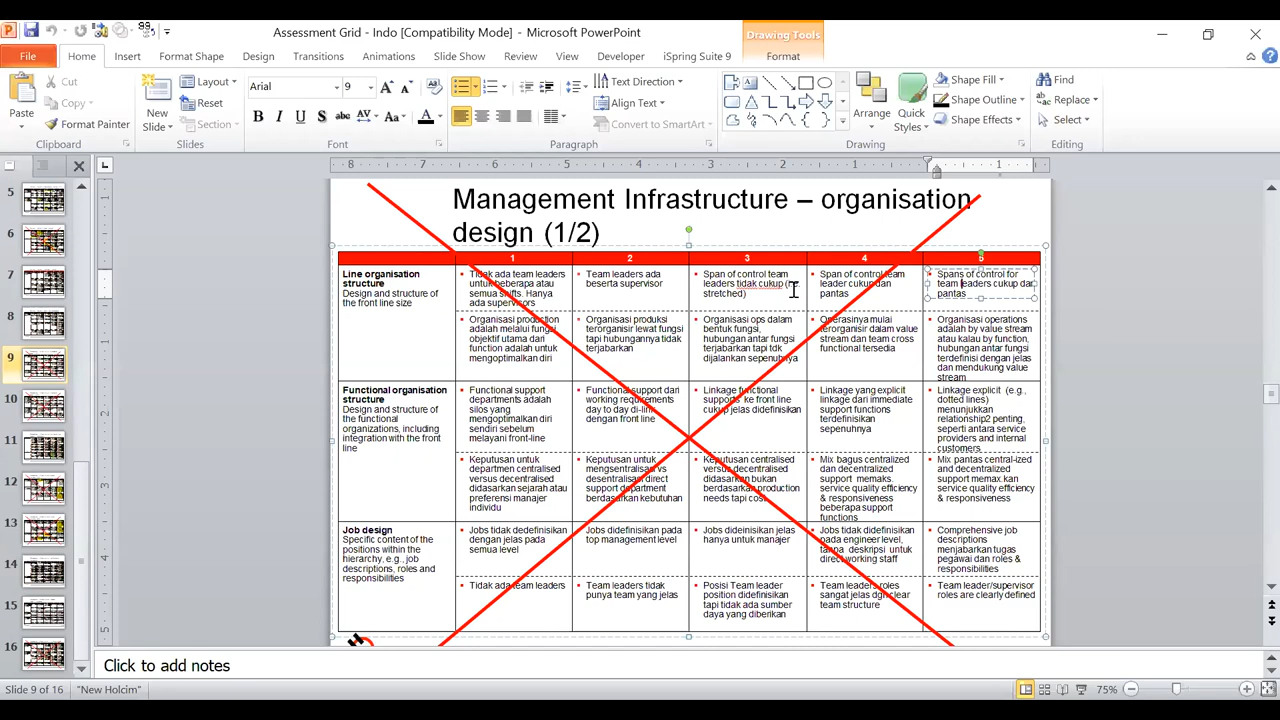 Assessment Grid - Indo [Compatibility Mode] - Microsoft PowerPoint
Drawing Tools
File
Home
Insert
Format Shape
Design
Transitions
Animations
Slide Show
Review
View
Developer
iSpring Suite 9
Format
Paste
Cut
Copy
Format Painter
Clipboard
New
Slide
Layout
Reset
Section
Slides
Arial
9
Font
Text Direction
Align Text
Convert to SmartArt
Paragraph
Arrange
Quick
Styles
Shape Fill
Shape Outline
Shape Effects
Drawing
Find
Replace
Select
Editing
8 7 6 5 4 3 2 1 1
5
6
7
8
9
10
11
12
13
14
15
16
Management Infrastructure – organisation
design (1/2)
1
2
3
4
5
Line organisation
structure
Design and structure of
the front line size
Tidak ada team leaders
untuk beberapa atau
semua shifts. Hanya
ada supervisors
Team leaders ada
beserta supervisor
Span of control team
leaders tidak cukup
stretched)
Span of control team
leader cukup dan
pantas
Spans of control for
team leaders cukup dan
pantas
Organisasi production
adalah melalui fungsi
objektif utama dari
function adalah untuk
mengoptimalkan diri
Organisasi produksi
terorganisir lewat fungsi
tapi hubungannya tidak
terjabarkan
Organisasi ops dalam
bentuk fungsi,
hubungan antar fungsi
terjabarkan tapi tdk
dijalankan sepenuhnya
Operasinya mulai
terorganisir dalam value
stream dan team cross
functional tersedia
Organisasi operations
adalah by value stream
atau kalau by function,
hubungan antar fungsi
terdefinisi dengan jelas
dan mendukung value
stream
Functional organisation
structure
Design and structure of
the functional
organizations, including
integration with the front
line
Functional support
departments adalah
silos yang
mengoptimalkan diri
sendiri sebelum
melayani front-line
Functional support dari
working requirements
day to day di-link
dengan front line
Linkage functional
supports ke front line
cukup jelas didefinisikan
Linkage yang explicit
linkage dari immediate
support functions
terdefinisikan
sepenuhnya
Linkage explicit (e.g.,
dotted lines)
menunjukkan
relationship2 penting,
seperti antara service
providers and internal
customers
Keputusan untuk
departmen centralised
versus decentralised
didasarkan sejarah atau
preferensi manajer
individu
Keputusan untuk
mengsentralisasi vs
desentralisasi direct
support department
berdasarkan kebutuhan
Keputusan centralised
versus decentralised
didasarkan bukan
berdasarkan production
needs tapi cost
Mix bagus centralized
dan decentralized
support memaks.
service quality efficiency
& responsiveness
beberapa support
functions
Mix pantas central-ized
and decentralized
support memax.kan
service quality efficiency
& responsiveness
Job design
Specific content of the
positions within the
hierarchy, e.g., job
descriptions, roles and
responsibilities
Jobs tidak dedefinisikan
dengan jelas pada
semua level
Jobs didefinisikan pada
top management level
Jobs dideinisikan jelas
hanya untuk manajer
Jobs tidak didefinisikan
pada engineer level,
tanpa deskripsi untuk
direct working staff
Comprehensive job
descriptions
menjabarkan tugas
pegawai dan roles &
responsibilities
Tidak ada team leaders
Team leaders tidak
punya team yang jelas
Posisi Team leader
position didefinisikan
tapi tidak ada sumber
daya yang diberikan
Team leaders roles
sangat jelas dgn clear
team structure
Team leader/supervisor
roles are clearly defined
Click to add notes
Slide 9 of 16
"New Holcim"
75%